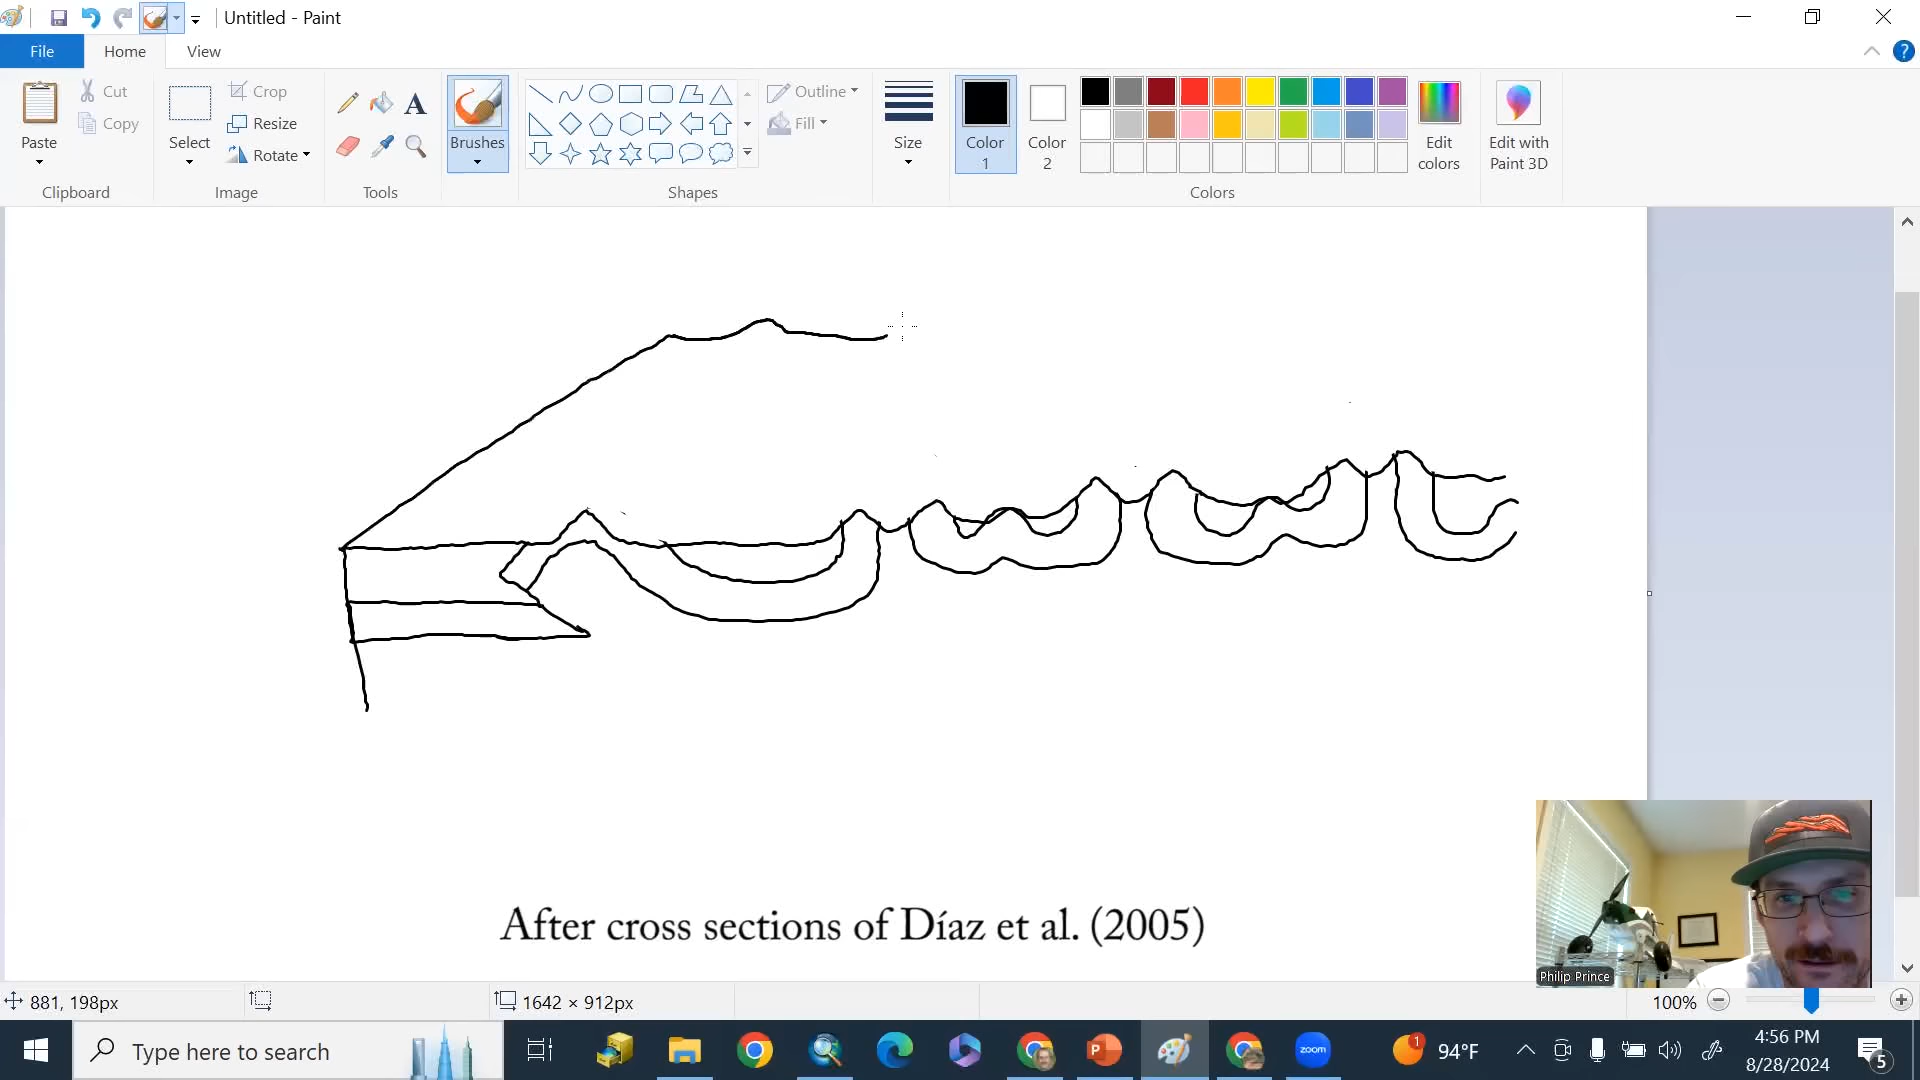 Untitled - Paint
File
Home
View
Paste
Cut
Copy
Clipboard
Select
Crop
Resize
Rotate
Image
Tools
Brushes
Shapes
Outline
Fill
Size
Color
1
Color
2
Colors
Edit
colors
Edit with
Paint 3D
?
After cross sections of Díaz et al. (2005)
Philip Prince
881, 198px
1642 × 912px
100%
Type here to search
zoom
1
94°F
4:56 PM
8/28/2024
5